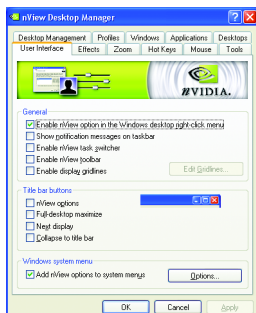 nView Desktop Manager
Desktop Management Profiles Windows Applications Desktops
User Interface Effects Zoom Hot Keys Mouse Tools
NVIDIA.
General
Enable nView option in the Windows desktop right-click menu
Show notification messages on taskbar
Enable nView task switcher
Enable nView toolbar
Enable display gridlines
Edit Gridlines...
Title bar buttons
nView options
Full-desktop maximize
Next display
Collapse to title bar
Windows system menu
Add nView options to system menus
Options...
OK Cancel Apply